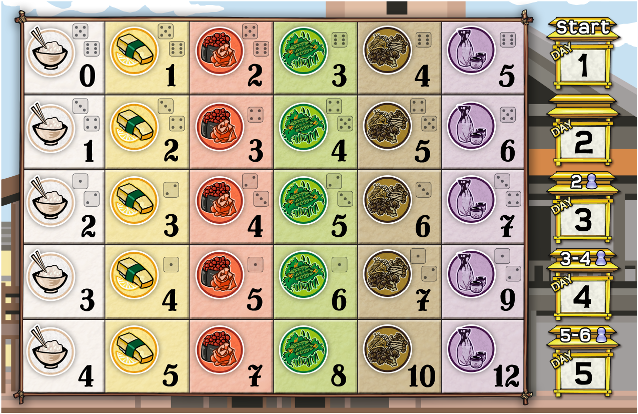 0 1 2 3 4 5
1 2 3 4 5 6
2 3 4 5 6 7
3 4 5 6 7 9
4 5 7 8 10 12
Start
DAY 1
DAY 2
2
DAY 3
3-4
DAY 4
5-6
DAY 5